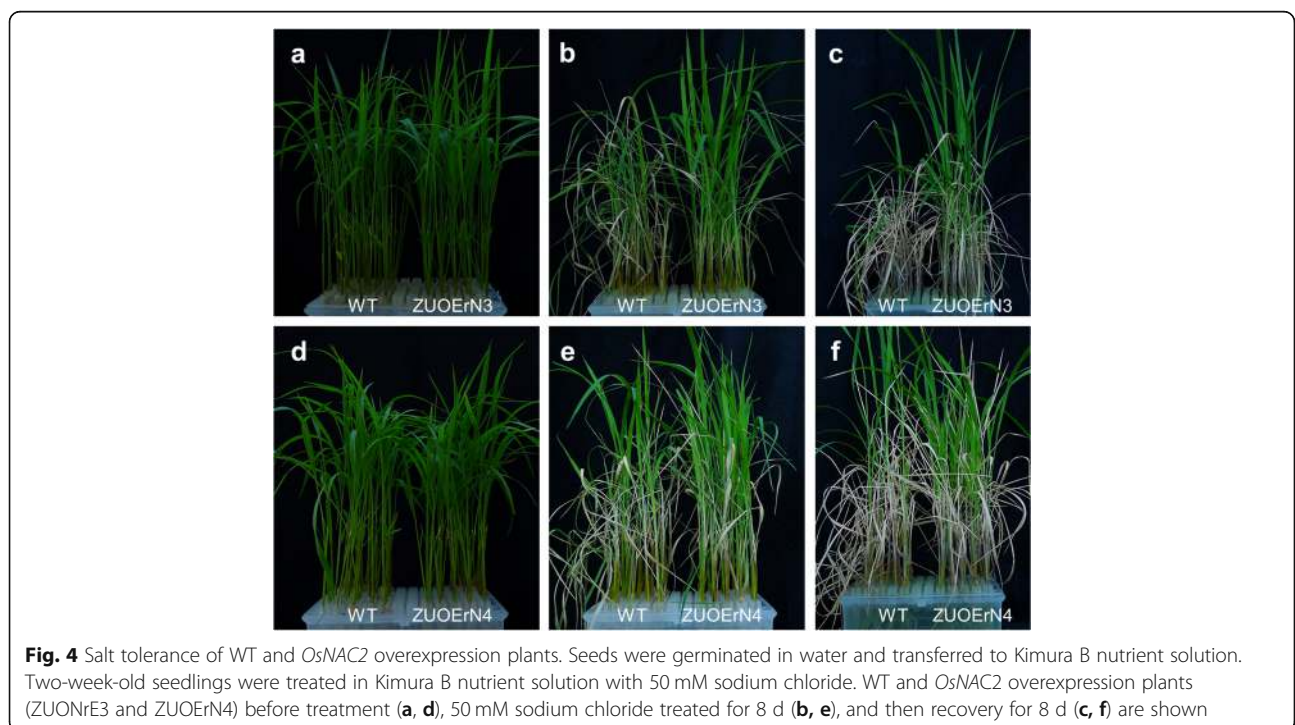 a
b
c
WT ZUOErN3
WT ZUOErN3
WT ZUOErN3
d
e
f
WT ZUOErN4
WT ZUOErN4
WT ZUOErN4
Fig. 4 Salt tolerance of WT and OsNAC2 overexpression plants. Seeds were germinated in water and transferred to Kimura B nutrient solution.
Two-week-old seedlings were treated in Kimura B nutrient solution with 50 mM sodium chloride. WT and OsNAC2 overexpression plants
(ZUONrE3 and ZUOErN4) before treatment (a, d), 50 mM sodium chloride treated for 8 d (b, e), and then recovery for 8 d (c, f) are shown